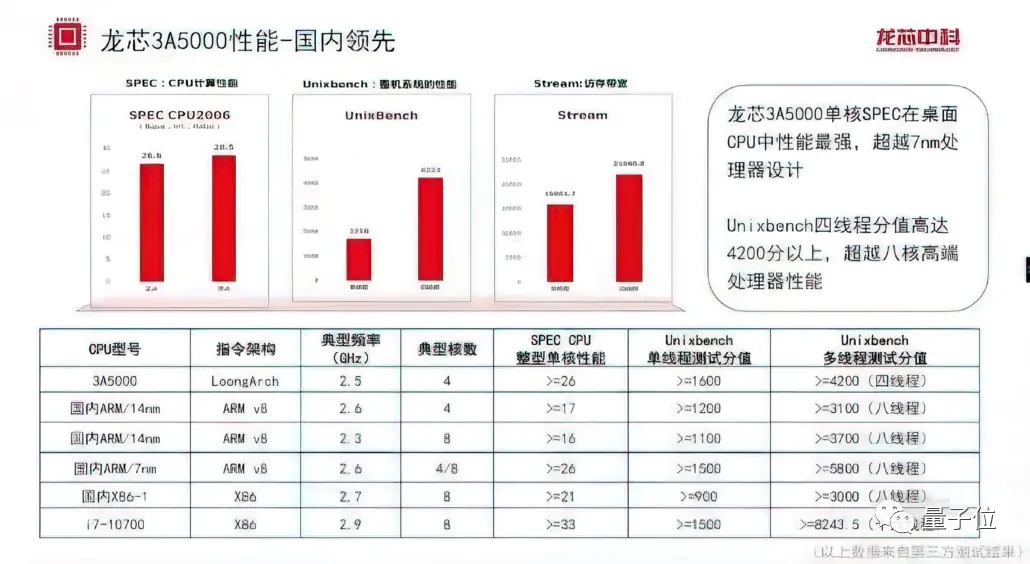 龙芯3A5000性能-国内领先
龙芯中科
SPEC：CPU计算性能
Unixbench：整机系统的性能
Stream:访存带宽
SPEC CPU2006
UnixBench
Stream
26.6
28.5
4223
龙芯3A5000单核SPEC在桌面
CPU中性能最强，超越7nm处
理器设计
Unixbench四线程分值高达
4200分以上，超越八核高端
处理器性能
CPU型号
指令架构
典型频率
（GHz）
典型核数
SPEC CPU
整型单核性能
Unixbench
单线程测试分值
Unixbench
多线程测试分值
3A5000 LoongArch 2.5 4 >=26 >=1600 >=4200（四线程）
国内ARM/14nm ARM v8 2.6 4 >=17 >=1200 >=3100（八线程）
国内ARM/14nm ARM v8 2.3 8 >=16 >=1100 >=3700（八线程）
国内ARM/7nm ARM v8 2.6 4/8 >=26 >=1500 >=5800（八线程）
国内X86-1 X86 2.7 8 >=21 >=900 >=3000（八线程）
i7-10700 X86 2.9 8 >=33 >=1500 >=8243.5
量子位
（以上数据来自第三方测试结果）